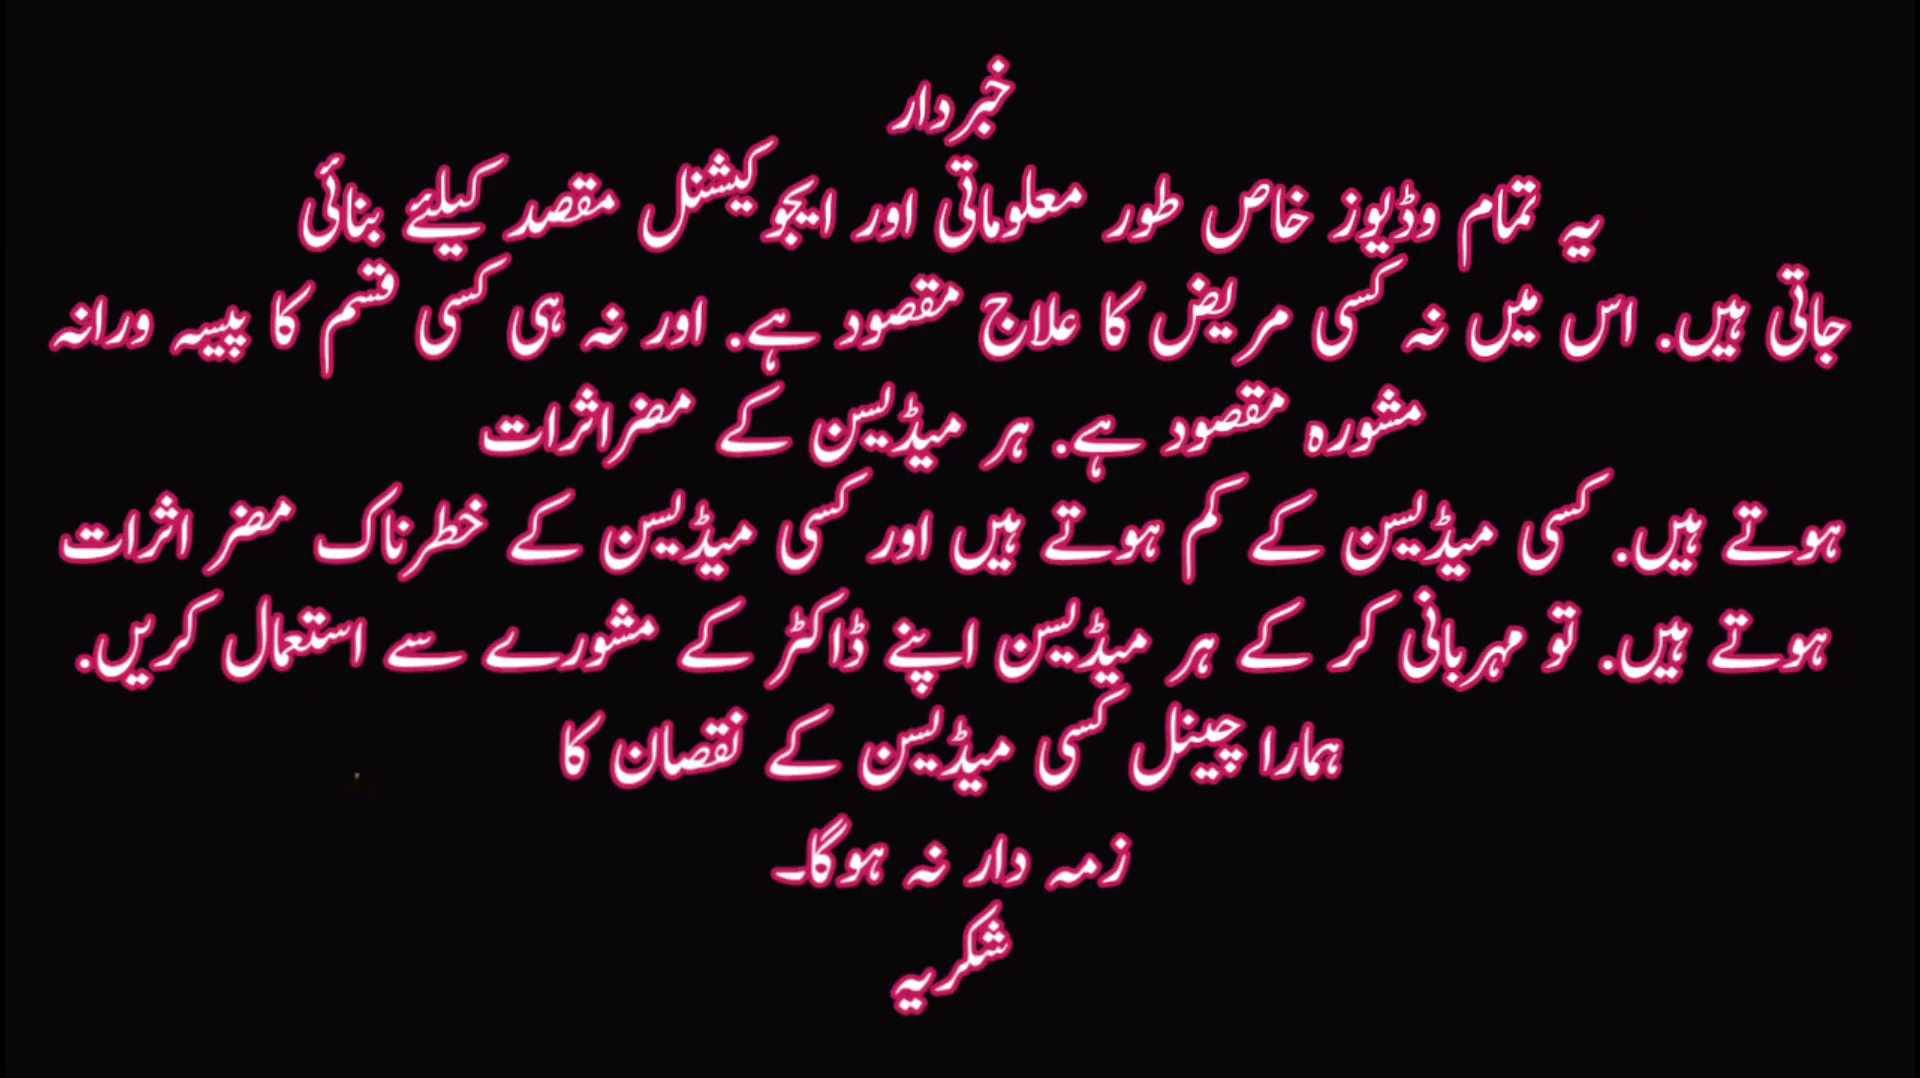 خبردار
یہ تمام وڈیوز خاص طور معلوماتی اور ایجوکیشنل مقصد کیلئے بنائی
جاتی ہیں. اس میں نہ کسی مریض کا علاج مقصود ہے. اور نہ ہی کسی قسم کا پیسہ ورانہ
مشورہ مقصود ہے. ہر میڈیسن کے مضراثرات
ہوتے ہیں. کسی میڈیسن کے کم ہوتے ہیں اور کسی میڈیسن کے خطرناک مضر اثرات
ہوتے ہیں. تو مہربانی کر کے ہر میڈیسن اپنے ڈاکٹر کے مشورے سے استعمال کریں.
ہمارا چینل کسی میڈیسن کے نقصان کا
زمہ دار نہ ہوگا۔
شکریہ